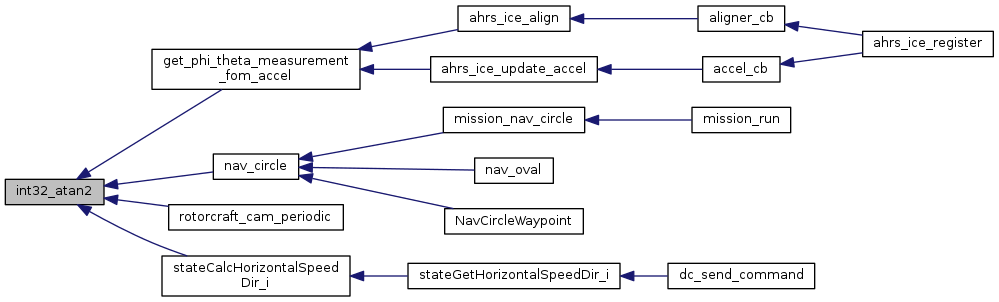 int32_atan2
get_phi_theta_measurement
_fom_accel
ahrs_ice_align
aligner_cb
ahrs_ice_register
ahrs_ice_update_accel
accel_cb
nav_circle
mission_nav_circle
mission_run
nav_oval
NavCircleWaypoint
rotorcraft_cam_periodic
stateCalcHorizontalSpeed
Dir_i
stateGetHorizontalSpeedDir_i
dc_send_command